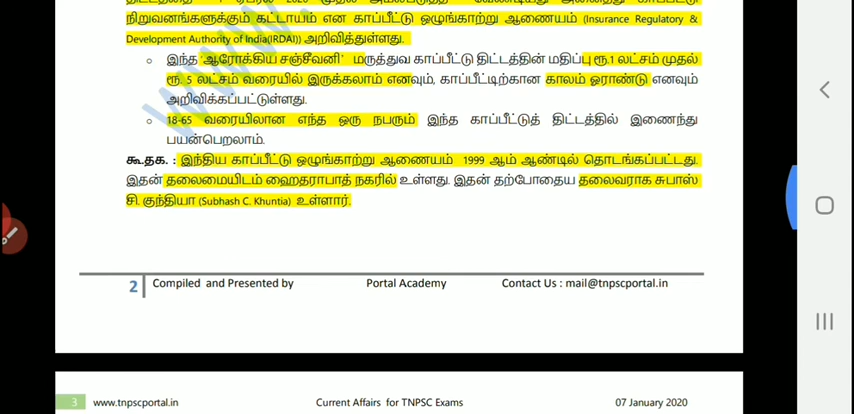 நிறுவனங்களுக்கும் கட்டாயம் என காப்பீட்டு ஒழுங்காற்று ஆணையம் (Insurance Regulatory &
Development Authority of India(IRDAI)) அறிவித்துள்ளது.
o இந்த 'ஆரோக்கிய சஞ்சீவனி' மருத்துவ காப்பீட்டு திட்டத்தின் மதிப்பு ரூ.1 லட்சம் முதல்
ரூ. 5 லட்சம் வரையில் இருக்கலாம் எனவும், காப்பீட்டிற்கான காலம் ஓராண்டு எனவும்
அறிவிக்கப்பட்டுள்ளது.
o 18-65 வரையிலான எந்த ஒரு நபரும் இந்த காப்பீட்டுத் திட்டத்தில் இணைந்து
பயன்பெறலாம்.
கூ.தக. : இந்திய காப்பீட்டு ஒழுங்காற்று ஆணையம் 1999 ஆம் ஆண்டில் தொடங்கப்பட்டது.
இதன் தலைமையிடம் ஹைதராபாத் நகரில் உள்ளது. இதன் தற்போதைய தலைவராக சுபாஸ்
சி. குந்தியா (Subhash C. Khuntia) உள்ளார்.
2 Compiled and Presented by Portal Academy Contact Us : mail@tnpscportal.in
3 www.tnpscportal.in Current Affairs for TNPSC Exams 07 January 2020